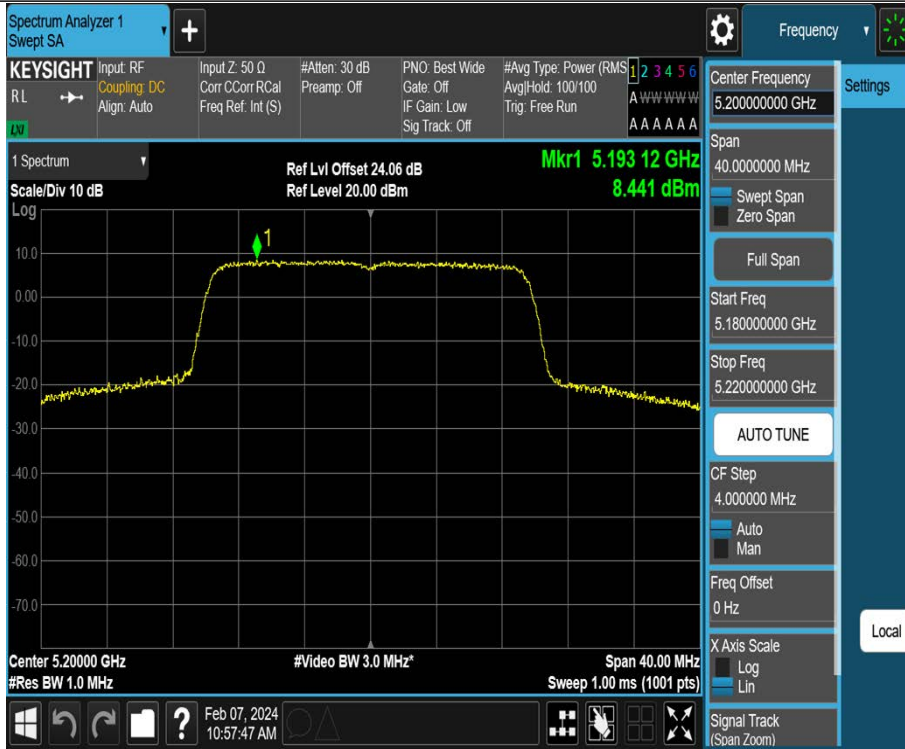 Spectrum Analyzer 1
Swept SA
+
Frequency
KEYSIGHT
RL
LXI
Input: RF
Coupling: DC
Align: Auto
Input Z: 50 Ω
Corr CCorr RCal
Freq Ref: Int (S)
#Atten: 30 dB
Preamp: Off
PNO: Best Wide
Gate: Off
IF Gain: Low
Sig Track: Off
#Avg Type: Power (RMS
Avg|Hold: 100/100
Trig: Free Run
1 2 3 4 5 6
A W W W W W
A A A A A A
1 Spectrum
Scale/Div 10 dB
Ref Lvl Offset 24.06 dB
Ref Level 20.00 dBm
Mkr1 5.193 12 GHz
8.441 dBm
Log
1
10.0
0.00
-10.0
-20.0
-30.0
-40.0
-50.0
-60.0
-70.0
Center 5.20000 GHz
#Res BW 1.0 MHz
#Video BW 3.0 MHz*
Span 40.00 MHz
Sweep 1.00 ms (1001 pts)
?
Feb 07, 2024
10:57:47 AM
Center Frequency
5.200000000 GHz
Span
40.0000000 MHz
Swept Span
Zero Span
Full Span
Start Freq
5.180000000 GHz
Stop Freq
5.220000000 GHz
AUTO TUNE
CF Step
4.000000 MHz
Auto
Man
Freq Offset
0 Hz
X Axis Scale
Log
Lin
Signal Track
(Span Zoom)
Settings
Local